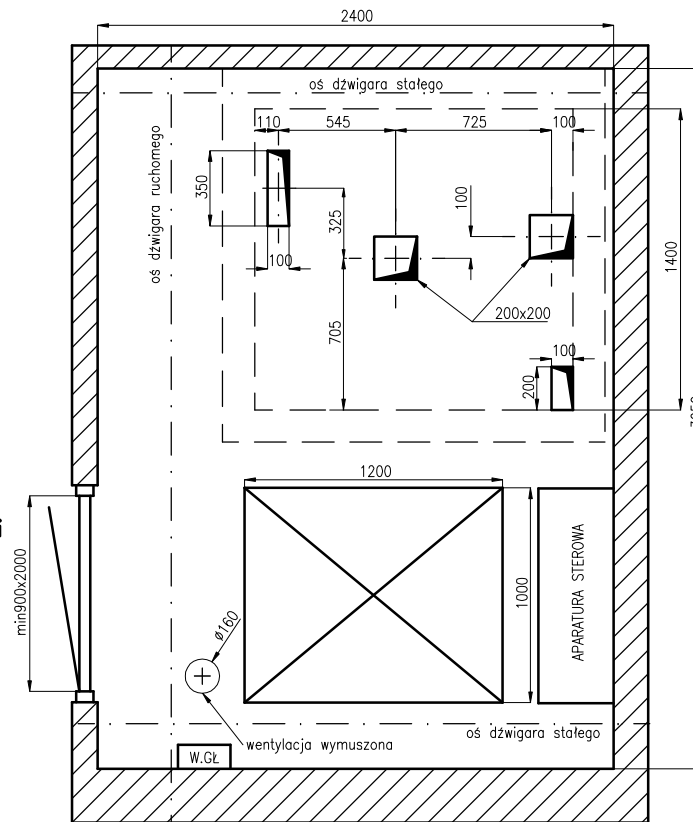 2400
oś dźwigara stałego
110
545
725
100
oś dźwigara ruchomego
350
325
100
100
1400
200x200
705
100
200
1200
min900x2000
1000
APARATURA STEROWA
ø160
wentylacja wymuszona
oś dźwigara stałego
W.GŁ